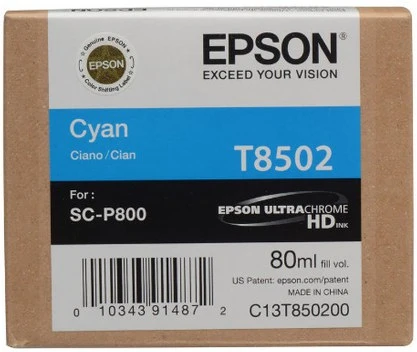 Genuine EPSON
EPSON
Color Shifting Label
EPSON®
EXCEED YOUR VISION
Cyan
Ciano/Cian
T8502
For :
SC-P800
EPSON ULTRACHROME
HD INK
80ml fill vol.
US Patent: epson.com/patent
MADE IN CHINA
0 10343 91487 2
C13T850200